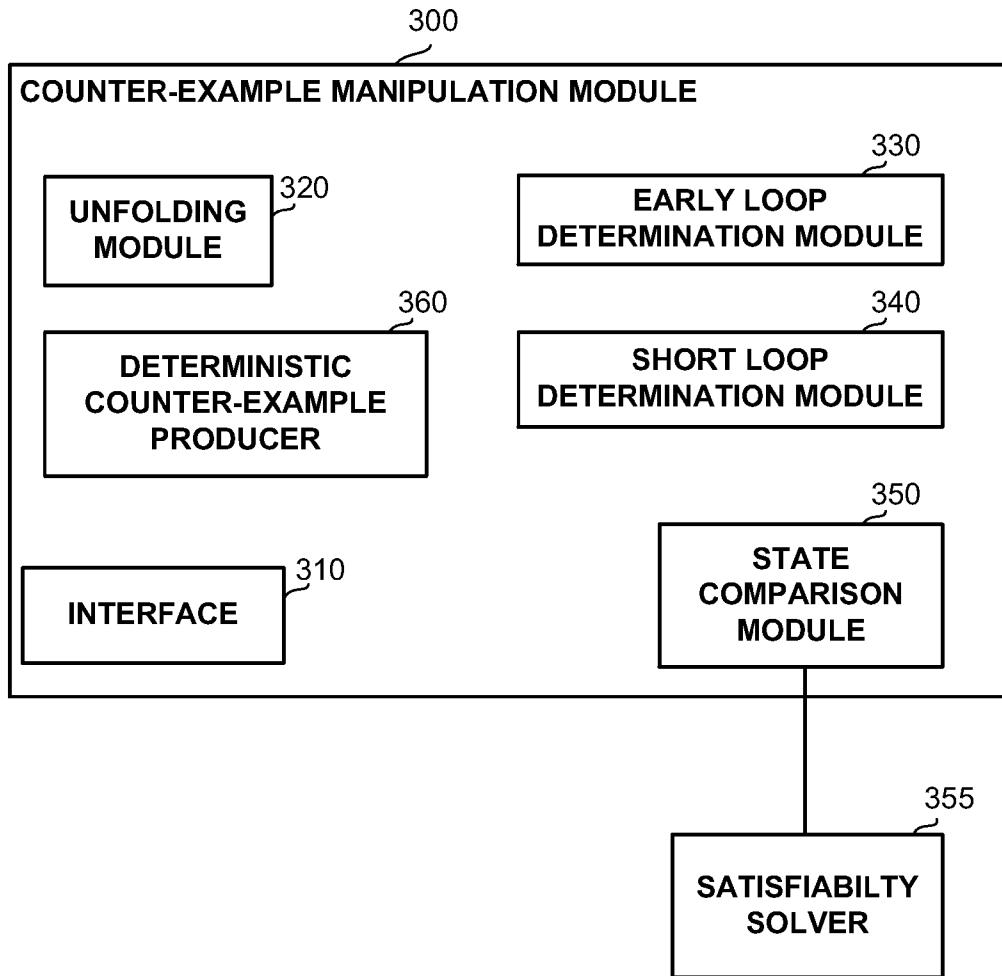 300
COUNTER-EXAMPLE MANIPULATION MODULE
320
UNFOLDING
MODULE
330
EARLY LOOP
DETERMINATION MODULE
360
DETERMINISTIC
COUNTER-EXAMPLE
PRODUCER
340
SHORT LOOP
DETERMINATION MODULE
310
INTERFACE
350
STATE
COMPARISON
MODULE
355
SATISFIABILTY
SOLVER